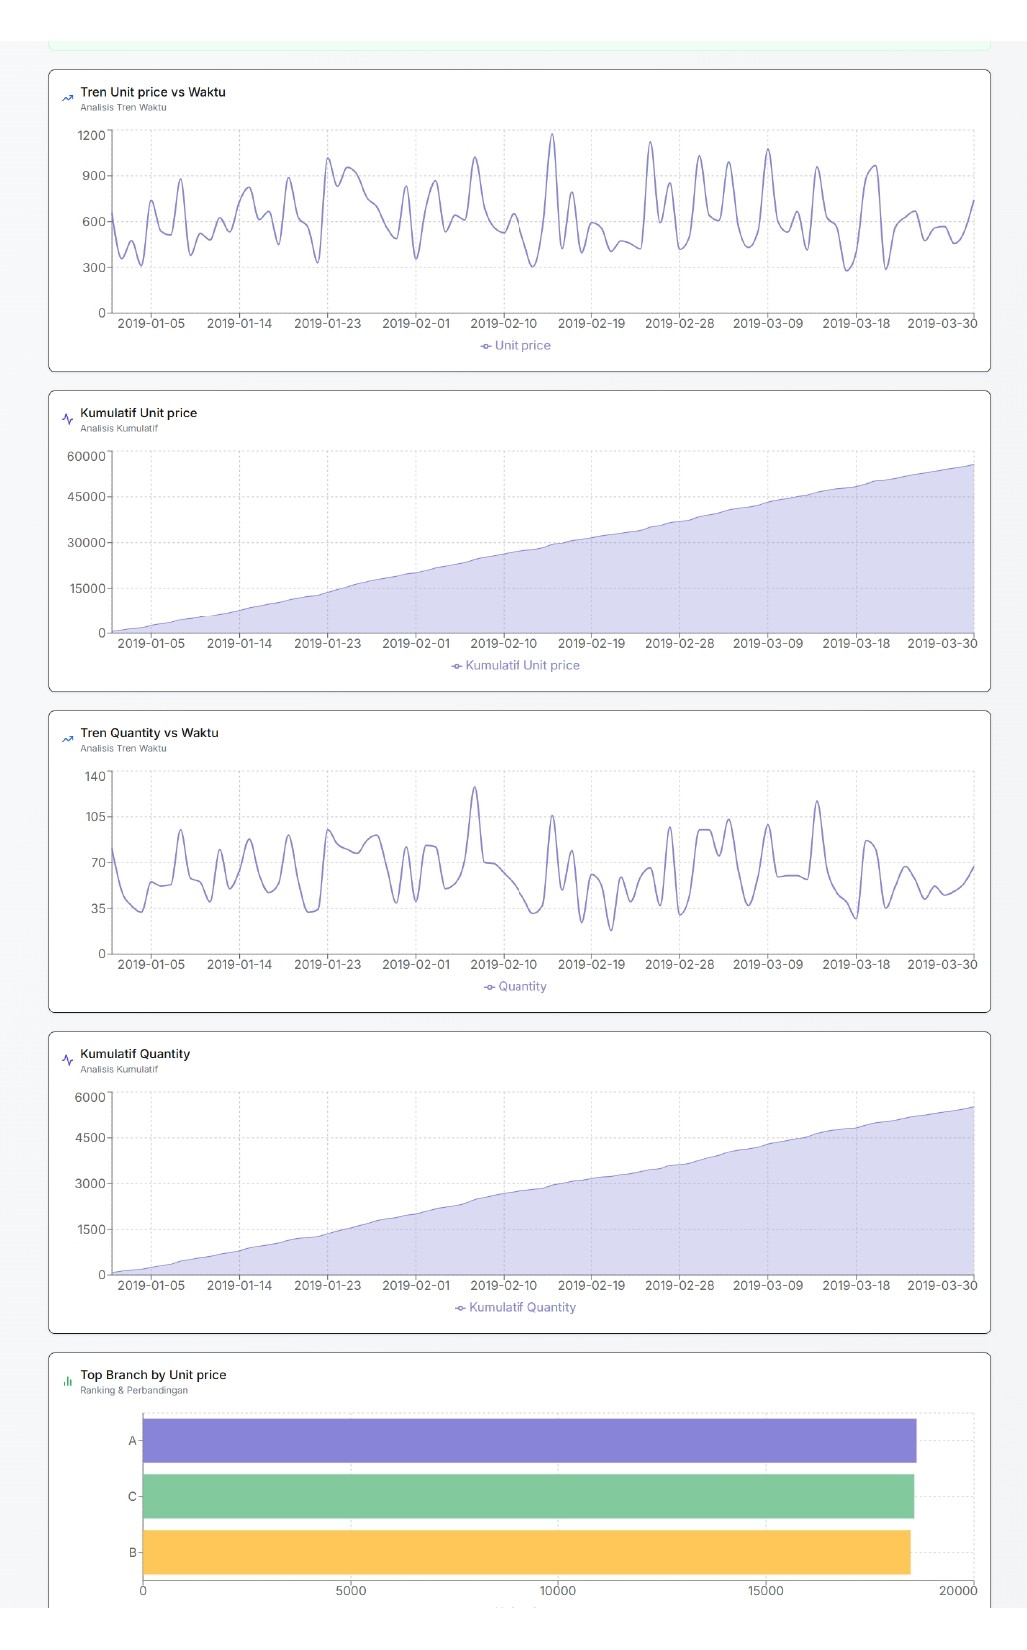 Tren Unit price vs Waktu
Analisis Tren Waktu
1200
900
600
300
0
2019-01-05 2019-01-14 2019-01-23 2019-02-01 2019-02-10 2019-02-19 2019-02-28 2019-03-09 2019-03-18 2019-03-30
Unit price
Kumulatif Unit price
Analisis Kumulatif
60000
45000
30000
15000
0
2019-01-05 2019-01-14 2019-01-23 2019-02-01 2019-02-10 2019-02-19 2019-02-28 2019-03-09 2019-03-18 2019-03-30
Kumulatif Unit price
Tren Quantity vs Waktu
Analisis Tren Waktu
140
105
70
35
0
2019-01-05 2019-01-14 2019-01-23 2019-02-01 2019-02-10 2019-02-19 2019-02-28 2019-03-09 2019-03-18 2019-03-30
Quantity
Kumulatif Quantity
Analisis Kumulatif
6000
4500
3000
1500
0
2019-01-05 2019-01-14 2019-01-23 2019-02-01 2019-02-10 2019-02-19 2019-02-28 2019-03-09 2019-03-18 2019-03-30
Kumulatif Quantity
Top Branch by Unit price
Ranking & Perbandingan
A
C
B
0 5000 10000 15000 20000